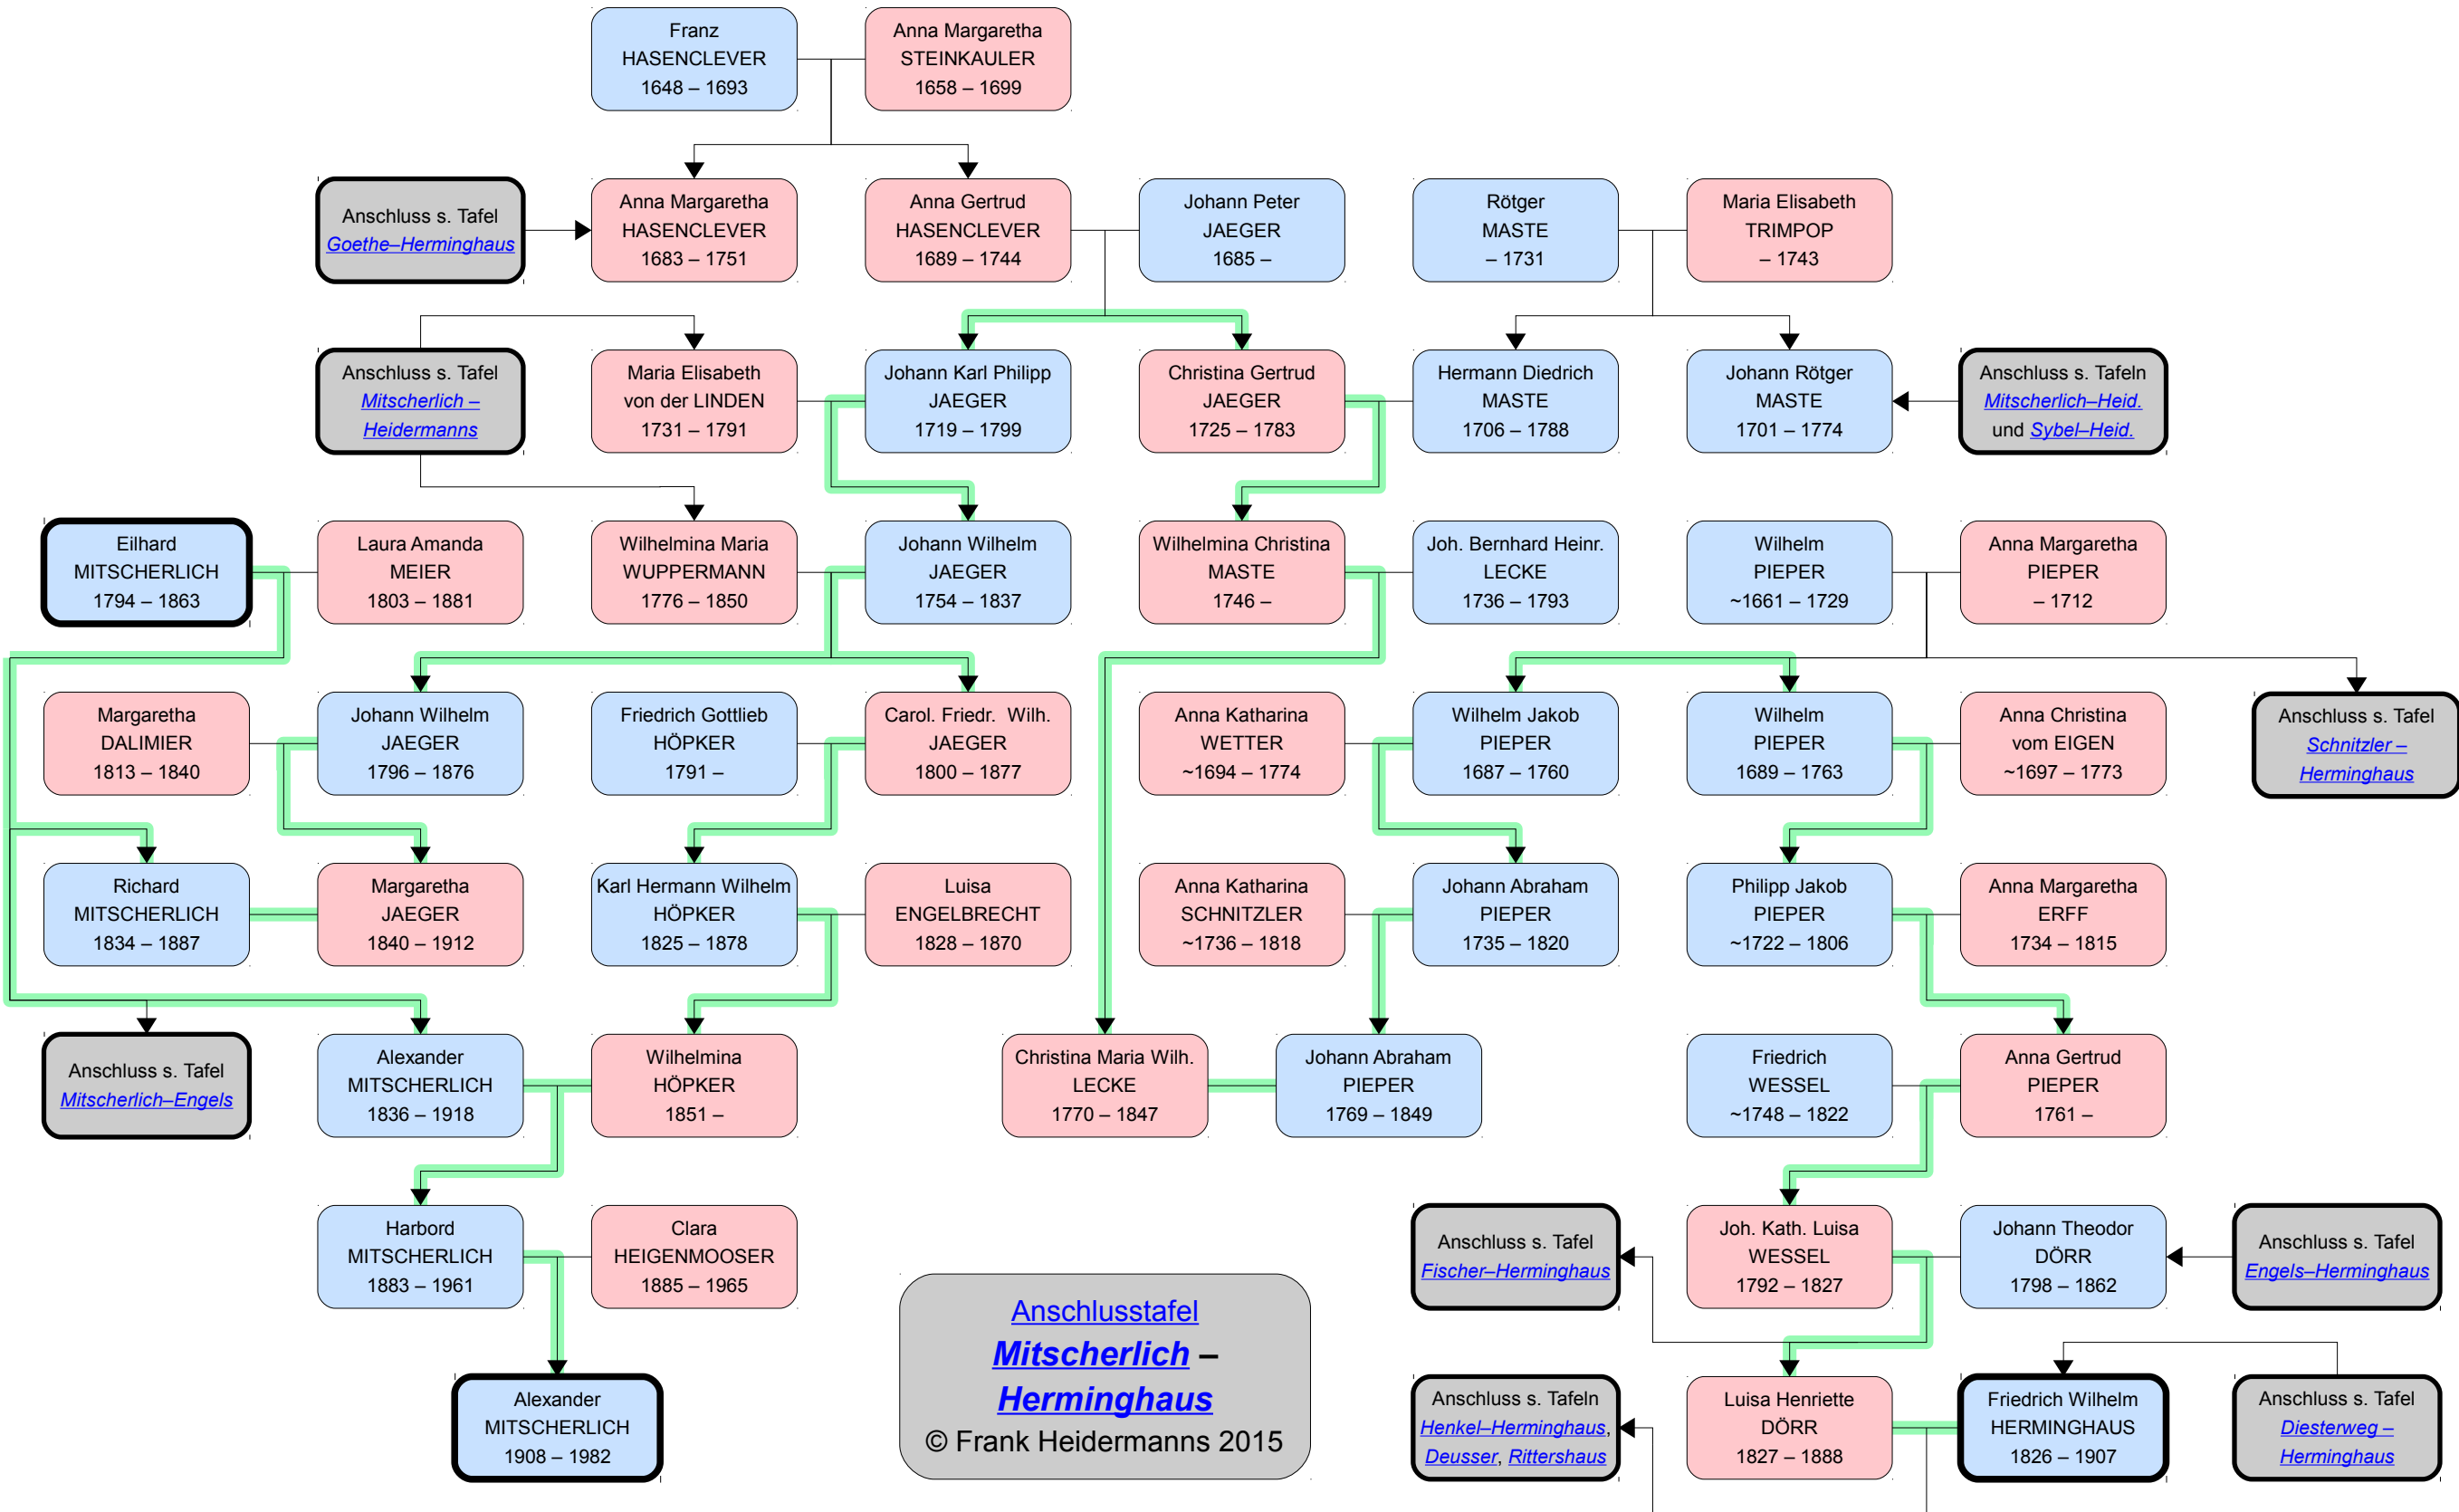 Franz
HASENCLEVER
1648 – 1693
Anna Margaretha
STEINKAULER
1658 – 1699
Anschluss s. Tafel
Goethe–Herminghaus
Anna Margaretha
HASENCLEVER
1683 – 1751
Anna Gertrud
HASENCLEVER
1689 – 1744
Johann Peter
JAEGER
1685 –
Rötger
MASTE
– 1731
Maria Elisabeth
TRIMPOP
– 1743
Anschluss s. Tafel
Mitscherlich –
Heidermanns
Maria Elisabeth
von der LINDEN
1731 – 1791
Johann Karl Philipp
JAEGER
1719 – 1799
Christina Gertrud
JAEGER
1725 – 1783
Hermann Diedrich
MASTE
1706 – 1788
Johann Rötger
MASTE
1701 – 1774
Anschluss s. Tafeln
Mitscherlich–Heid.
und Sybel–Heid.
Eilhard
MITSCHERLICH
1794 – 1863
Laura Amanda
MEIER
1803 – 1881
Wilhelmina Maria
WUPPERMANN
1776 – 1850
Johann Wilhelm
JAEGER
1754 – 1837
Wilhelmina Christina
MASTE
1746 –
Joh. Bernhard Heinr.
LECKE
1736 – 1793
Wilhelm
PIEPER
~1661 – 1729
Anna Margaretha
PIEPER
– 1712
Margaretha
DALIMIER
1813 – 1840
Johann Wilhelm
JAEGER
1796 – 1876
Friedrich Gottlieb
HÖPKER
1791 –
Carol. Friedr. Wilh.
JAEGER
1800 – 1877
Anna Katharina
WETTER
~1694 – 1774
Wilhelm Jakob
PIEPER
1687 – 1760
Wilhelm
PIEPER
1689 – 1763
Anna Christina
vom EIGEN
~1697 – 1773
Anschluss s. Tafel
Schnitzler –
Herminghaus
Richard
MITSCHERLICH
1834 – 1887
Margaretha
JAEGER
1840 – 1912
Karl Hermann Wilhelm
HÖPKER
1825 – 1878
Luisa
ENGELBRECHT
1828 – 1870
Anna Katharina
SCHNITZLER
~1736 – 1818
Johann Abraham
PIEPER
1735 – 1820
Philipp Jakob
PIEPER
~1722 – 1806
Anna Margaretha
ERFF
1734 – 1815
Anschluss s. Tafel
Mitscherlich–Engels
Alexander
MITSCHERLICH
1836 – 1918
Wilhelmina
HÖPKER
1851 –
Christina Maria Wilh.
LECKE
1770 – 1847
Johann Abraham
PIEPER
1769 – 1849
Friedrich
WESSEL
~1748 – 1822
Anna Gertrud
PIEPER
1761 –
Harbord
MITSCHERLICH
1883 – 1961
Clara
HEIGENMOOSER
1885 – 1965
Anschluss s. Tafel
Fischer–Herminghaus
Joh. Kath. Luisa
WESSEL
1792 – 1827
Johann Theodor
DÖRR
1798 – 1862
Anschluss s. Tafel
Engels–Herminghaus
Anschlusstafel
Mitscherlich –
Herminghaus
© Frank Heidermanns 2015
Alexander
MITSCHERLICH
1908 – 1982
Anschluss s. Tafeln
Henkel–Herminghaus,
Deusser, Rittershaus
Luisa Henriette
DÖRR
1827 – 1888
Friedrich Wilhelm
HERMINGHAUS
1826 – 1907
Anschluss s. Tafel
Diesterweg –
Herminghaus